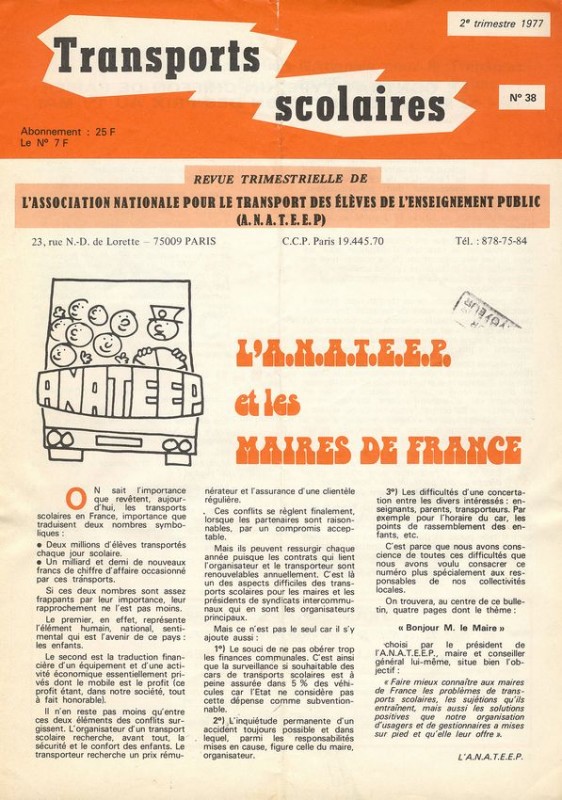 2e trimestre 1977
Transports
scolaires
N° 38
Abonnement : 25 F
Le N° 7 F
REVUE TRIMESTRIELLE DE
L'ASSOCIATION NATIONALE POUR LE TRANSPORT DES ÉLÈVES DE L'ENSEIGNEMENT PUBLIC
(A.N.A.T.E.E.P)
23, rue N.-D. de Lorette – 75009 PARIS
C.C.P. Paris 19.445.70
Tél. : 878-75-84
ANATEEP
L'A.N.A.T.E.E.P.
et les
MAIRES DE FRANCE
ON sait l'importance
que revêtent, aujour-
d'hui, les transports
scolaires en France, importance que
traduisent deux nombres symbo-
liques :
● Deux millions d'élèves transportés
chaque jour scolaire.
● Un milliard et demi de nouveaux
francs de chiffre d'affaire occasionné
par ces transports.
Si ces deux nombres sont assez
frappants par leur importance, leur
rapprochement ne l'est pas moins.
Le premier, en effet, représente
l'élément humain, national, senti-
mental qui est l'avenir de ce pays :
les enfants.
Le second est la traduction finan-
cière d'un équipement et d'une acti-
vité économique essentiellement pri-
vés dont le mobile est le profit (ce
profit étant, dans notre société, tout
à fait honorable).
Il n'en reste pas moins qu'entre
ces deux éléments des conflits sur-
gissent. L'organisateur d'un transport
scolaire recherche, avant tout, la
sécurité et le confort des enfants. Le
transporteur recherche un prix rému-
nérateur et l'assurance d'une clientèle
régulière.
Ces conflits se règlent finalement,
lorsque les partenaires sont raison-
nables, par un compromis accep-
table.
Mais ils peuvent ressurgir chaque
année puisque les contrats qui lient
l'organisateur et le transporteur sont
renouvelables annuellement. C'est là
un des aspects difficiles des trans-
ports scolaires pour les maires et les
présidents de syndicats intercommu-
naux qui en sont les organisateurs
principaux.
Mais ce n'est pas le seul car il s'y
ajoute aussi :
1°) Le souci de ne pas obérer trop
les finances communales. C'est ainsi
que la surveillance si souhaitable des
cars de transports scolaires est à
peine assurée dans 5 % des véhi-
cules car l'Etat ne considère pas
cette dépense comme subvention-
nable.
2°) L'inquiétude permanente d'un
accident toujours possible et dans
lequel, parmi les responsabilités
mises en cause, figure celle du maire,
organisateur.
3°) Les difficultés d'une concerta-
tion entre les divers intéressés : en-
seignants, parents, transporteurs. Par
exemple pour l'horaire du car, les
points de rassemblement des en-
fants, etc.
C'est parce que nous avons cons-
cience de toutes ces difficultés que
nous avons voulu consacrer ce
numéro plus spécialement aux res-
ponsables de nos collectivités
locales.
On trouvera, au centre de ce bulle-
tin, quatre pages dont le thème :
« Bonjour M. le Maire »
choisi par le président de
l'A.N.A.T.E.E.P., maire et conseiller
général lui-même, situe bien l'ob-
jectif :
« Faire mieux connaître aux maires
de France les problèmes de trans-
ports scolaires, les sujétions qu'ils
entraînent, mais aussi les solutions
positives que notre organisation
d'usagers et de gestionnaires a mises
sur pied et qu'elle leur offre ».
L'A.N.A.T.E.E.P.